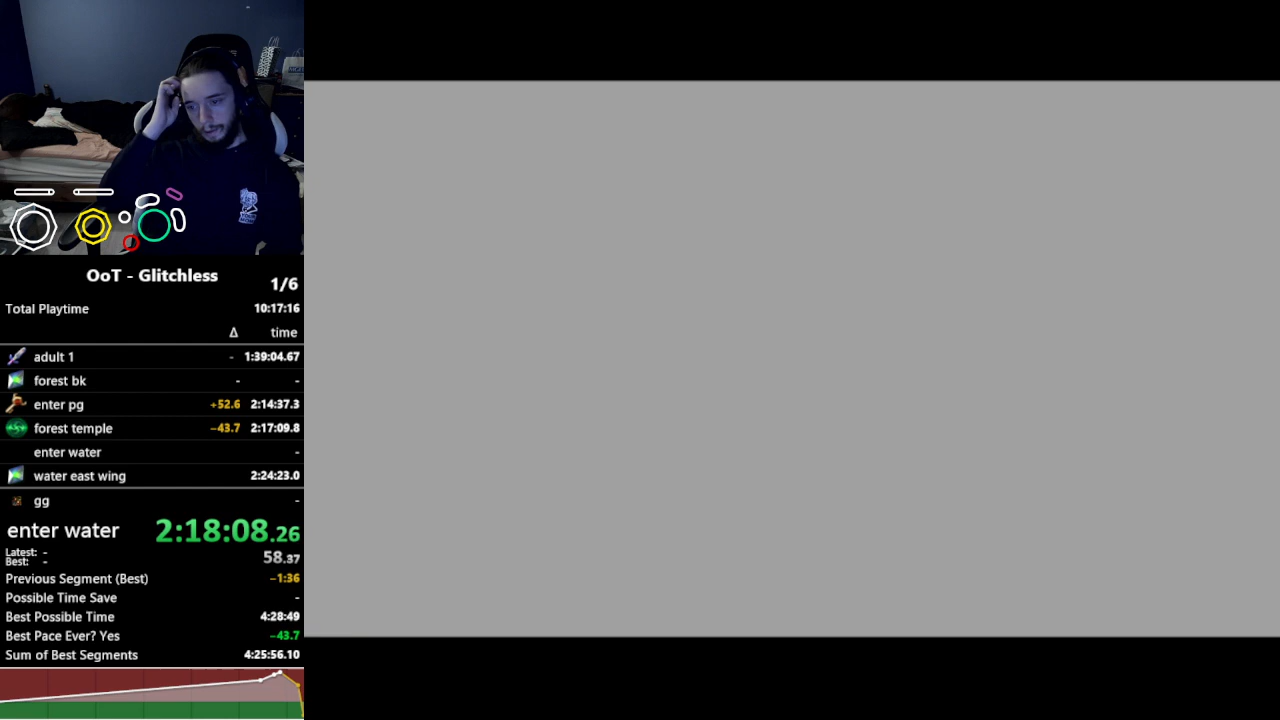 OoT - Glitchless
1/6
Total Playtime 10:17:16
Δ time
adult 1 - 1:39:04.67
forest bk - -
enter pg +52.6 2:14:37.3
forest temple −43.7 2:17:09.8
enter water -
water east wing 2:24:23.0
gg -
enter water 2:18:08.26
Latest: -
Best: -
58.37
Previous Segment (Best) −1:36
Possible Time Save -
Best Possible Time 4:28:49
Best Pace Ever? Yes −43.7
Sum of Best Segments 4:25:56.10